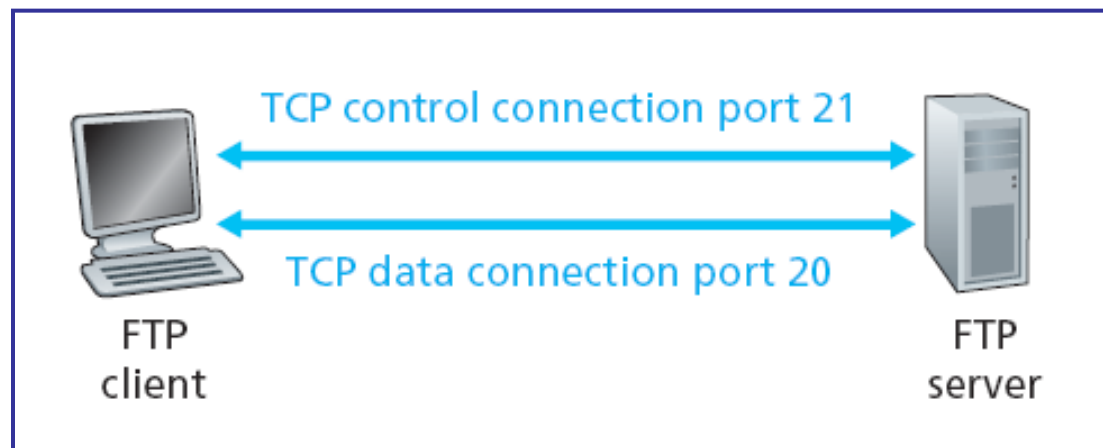 TCP control connection port 21
TCP data connection port 20
FTP
client
FTP
server